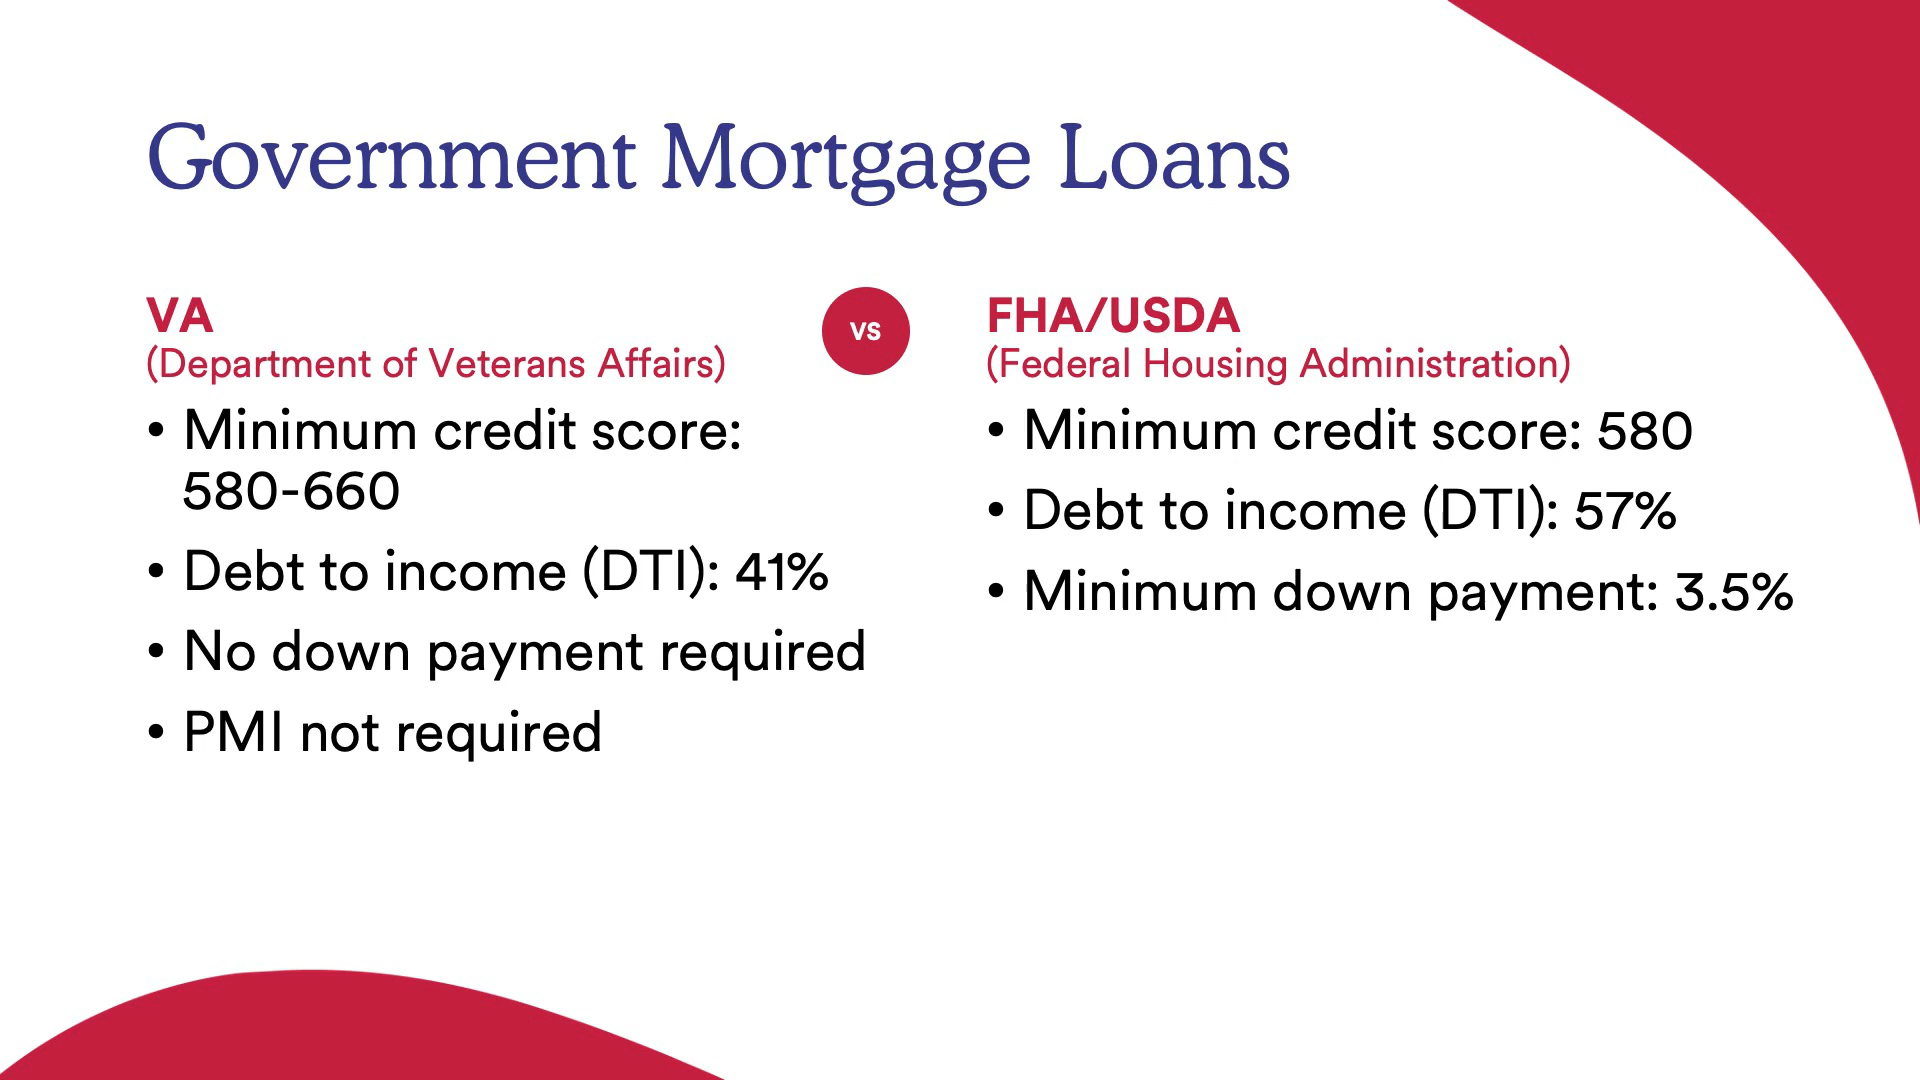 Government Mortgage Loans
VA
(Department of Veterans Affairs)
• Minimum credit score:
580-660
• Debt to income (DTI): 41%
• No down payment required
• PMI not required
VS
FHA/USDA
(Federal Housing Administration)
• Minimum credit score: 580
• Debt to income (DTI): 57%
• Minimum down payment: 3.5%